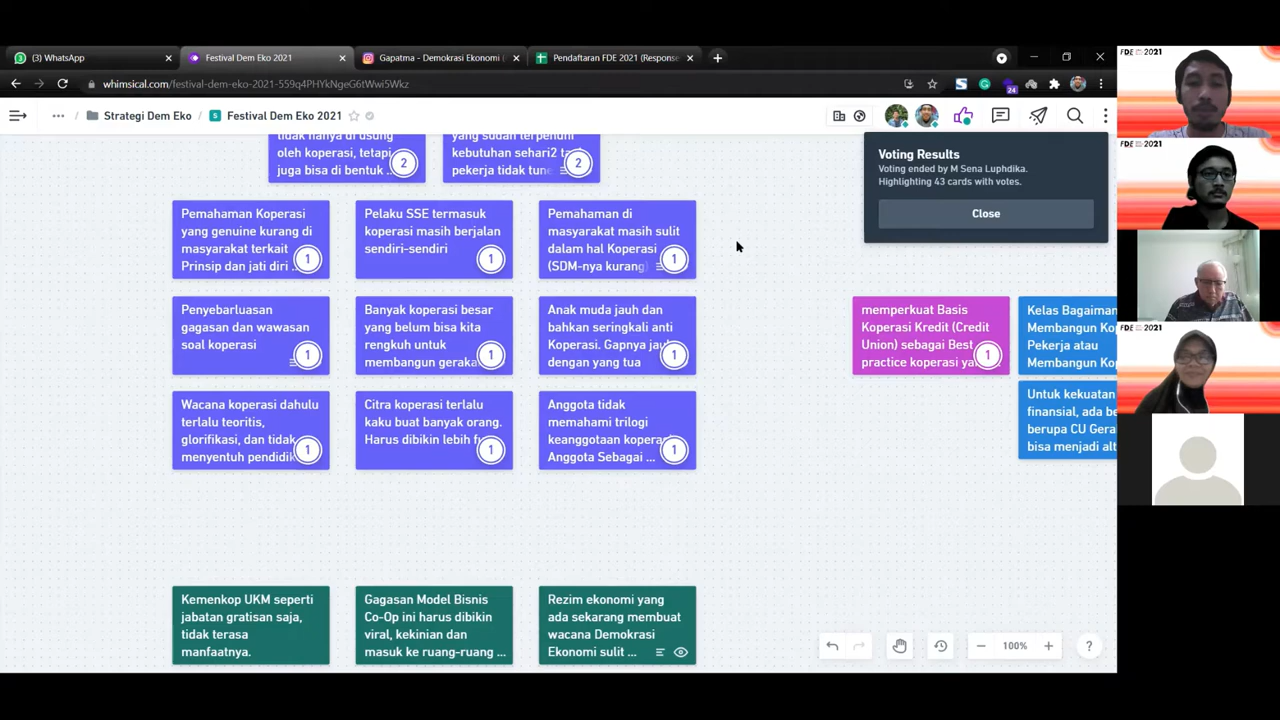 (3) WhatsApp
Festival Dem Eko 2021
Gapatma - Demokrasi Ekonomi (
Pendaftaran FDE 2021 (Response
whimsical.com/festival-dem-eko-2021-559q4PHYkNgeG6tWwi5Wkz
24
Strategi Dem Eko / Festival Dem Eko 2021
Voting Results
Voting ended by M Sena Luphdika.
Highlighting 43 cards with votes.
Close
tidak hanya di usung
oleh koperasi, tetapi
juga bisa di bentuk ...
2
yang sudah terpenuhi
kebutuhan sehari2
pekerja tidak
2
Pemahaman Koperasi
yang genuine kurang di
masyarakat terkait
Prinsip dan jati diri ...
1
Pelaku SSE termasuk
koperasi masih berjalan
sendiri-sendiri
1
Pemahaman di
masyarakat masih sulit
dalam hal Koperasi
(SDM-nya kurang)
1
Penyebarluasan
gagasan dan wawasan
soal koperasi
1
Banyak koperasi besar
yang belum bisa kita
rengkuh untuk
membangun
1
Anak muda jauh dan
bahkan seringkali anti
Koperasi. Gapnya
dengan yang tua
1
Wacana koperasi dahulu
terlalu teoritis,
glorifikasi, dan tidak
menyentuh
1
Citra koperasi terlalu
kaku buat banyak orang.
Harus dibikin lebih
1
Anggota tidak
memahami trilogi
keanggotaan
Anggota Sebagai ...
1
memperkuat Basis
Koperasi Kredit (Credit
Union) sebagai Best
practice koperasi
1
Kelas Bagaimana
Membangun
Pekerja atau
Membangun
Untuk kekuatan
finansial, ada
berupa CU
bisa menjadi
Kemenkop UKM seperti
jabatan gratisan saja,
tidak terasa
manfaatnya.
Gagasan Model Bisnis
Co-Op ini harus dibikin
viral, kekinian dan
masuk ke ruang-ruang ...
Rezim ekonomi yang
ada sekarang membuat
wacana Demokrasi
Ekonomi sulit ...
100%
FDE 2021
FDE 2021
FDE 2021